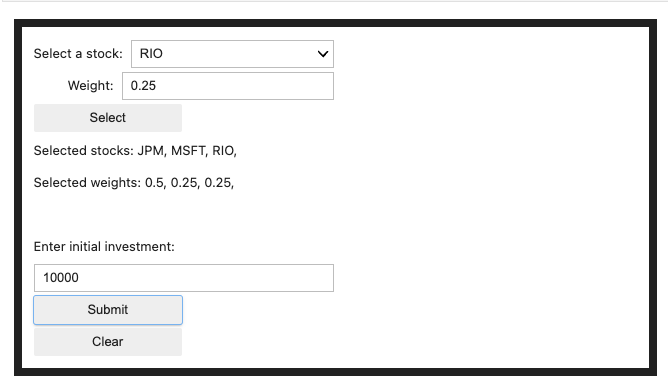 Select a stock: RIO
Weight: 0.25
Select
Selected stocks: JPM, MSFT, RIO,
Selected weights: 0.5, 0.25, 0.25,
Enter initial investment:
10000
Submit
Clear